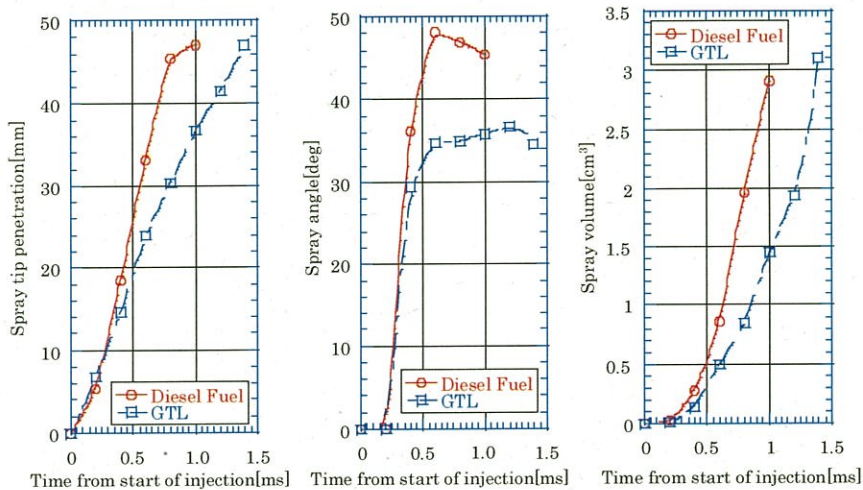 50
40
30
20
10
0
Spray tip penetration[mm]
Diesel Fuel
GTL
0
0.5
1.0
1.5
Time from start of injection[ms]
50
40
30
20
10
0
Spray angle[deg]
Diesel Fuel
GTL
0
0.5
1.0
1.5
Time from start of injection[ms]
3.5
3
2.5
2
1.5
1
0.5
0
Spray volume[cm³]
Diesel Fuel
GTL
0
0.5
1.0
1.5
Time from start of injection[ms]